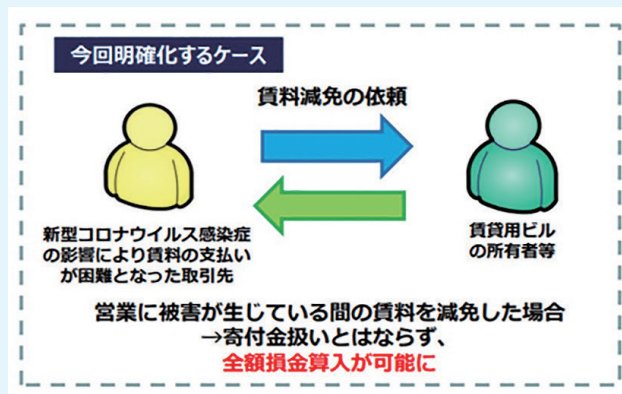 今回明確化するケース
賃料減免の依頼
新型コロナウイルス感染症
の影響により賃料の支払い
が困難となった取引先
賃貸用ビル
の所有者等
営業に被害が生じている間の賃料を減免した場合
→寄付金扱いとはならず、
全額損金算入が可能に